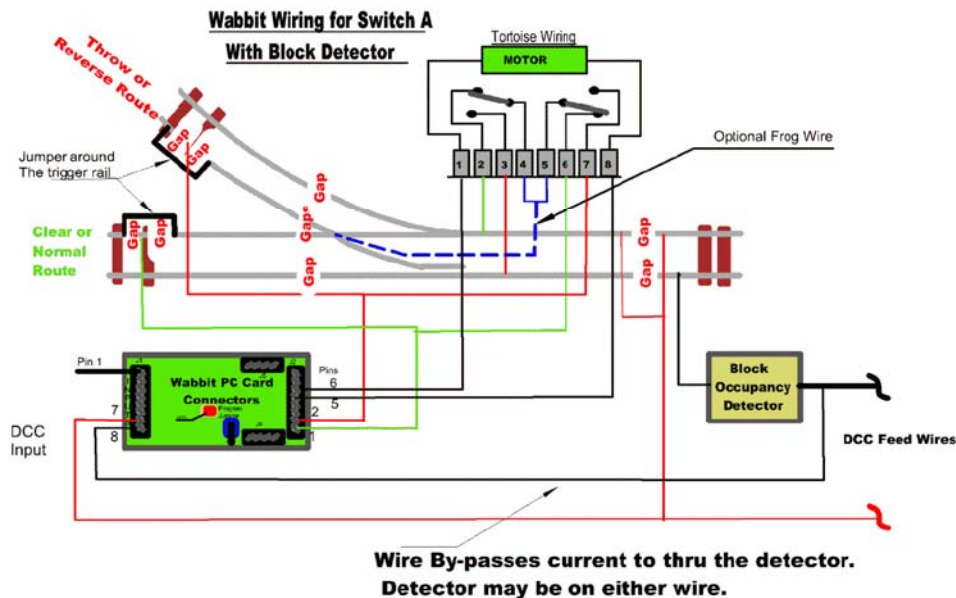 Wabbit Wiring for Switch A
With Block Detector
Throw or
Reverse Route
Gap
Gap
Jumper around
The trigger rail
Clear or
Normal
Route
Gap
Gap
Gap
Gap
Gap
Gap
Gap
Tortoise Wiring
MOTOR
1 2 3 4 5 6 7 8
Optional Frog Wire
Pin 1
7
8
DCC
Input
Wabbit PC Card
Connectors
Program
Jumper
Pins
6
5
2
1
Block
Occupancy
Detector
DCC Feed Wires
Wire By-passes current to thru the detector.
Detector may be on either wire.